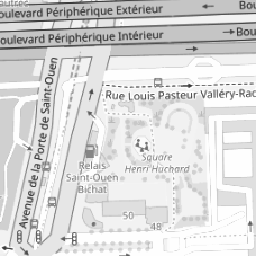 Boulevard Périphérique Extérieur
Boulevard Périphérique Intérieur
Rue Louis Pasteur Valléry-Rad
Avenue de la Porte de Saint-Ouen
Relais
Saint-Ouen
Bichat
Square
Henri Huchard
50
48